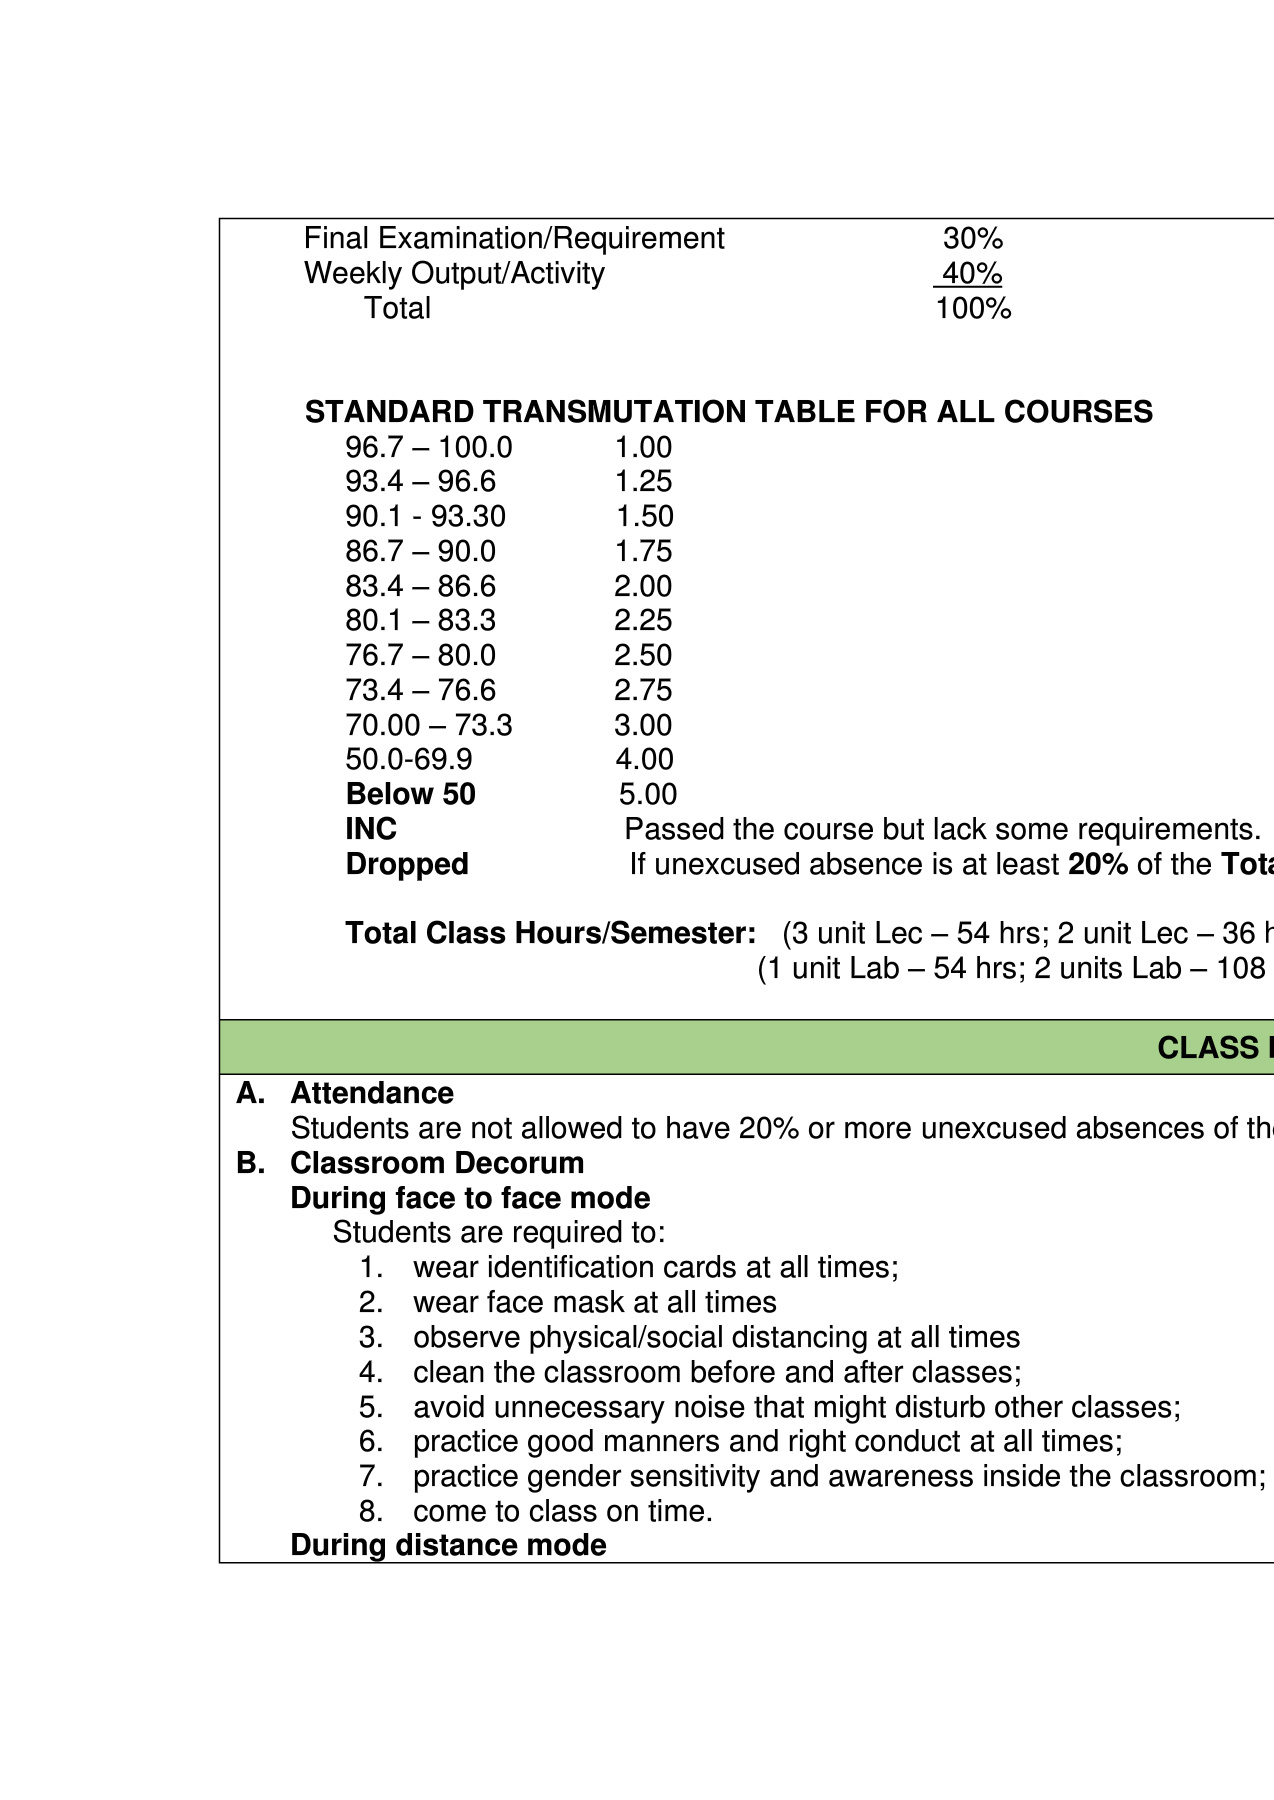 Final Examination/Requirement 30%
Weekly Output/Activity 40%
Total 100%
STANDARD TRANSMUTATION TABLE FOR ALL COURSES
96.7 – 100.0 1.00
93.4 – 96.6 1.25
90.1 - 93.30 1.50
86.7 – 90.0 1.75
83.4 – 86.6 2.00
80.1 – 83.3 2.25
76.7 – 80.0 2.50
73.4 – 76.6 2.75
70.00 – 73.3 3.00
50.0-69.9 4.00
Below 50 5.00
INC Passed the course but lack some requirements.
Dropped If unexcused absence is at least 20% of the
Total Class Hours/Semester: (3 unit Lec – 54 hrs; 2 unit Lec – 36
(1 unit Lab – 54 hrs; 2 units Lab – 108
CLASS
A. Attendance
Students are not allowed to have 20% or more unexcused absences of
B. Classroom Decorum
During face to face mode
Students are required to:
1. wear identification cards at all times;
2. wear face mask at all times
3. observe physical/social distancing at all times
4. clean the classroom before and after classes;
5. avoid unnecessary noise that might disturb other classes;
6. practice good manners and right conduct at all times;
7. practice gender sensitivity and awareness inside the classroom;
8. come to class on time.
During distance mode